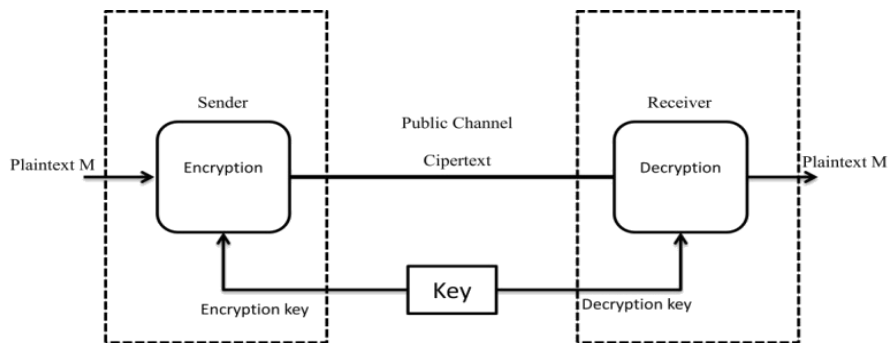 Sender
Receiver
Public Channel
Plaintext M
Encryption
Cipertext
Decryption
Plaintext M
Key
Encryption key
Decryption key